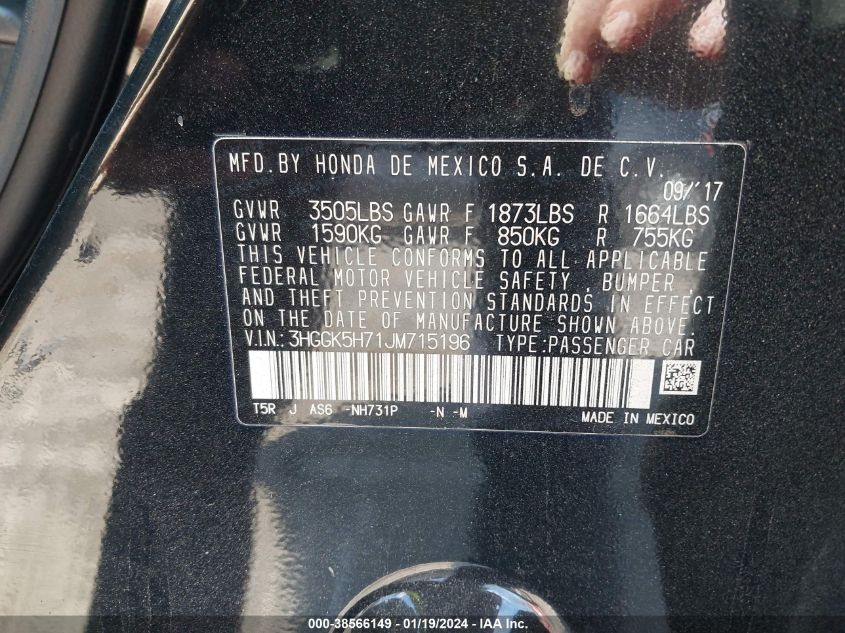 MFD.BY HONDA DE MEXICO S.A. DE C.V.
09/'17
GVWR 3505LBS GAWR F 1873LBS R 1664LBS
GVWR 1590KG GAWR F 850KG R 755KG
THIS VEHICLE CONFORMS TO ALL APPLICABLE
FEDERAL MOTOR VEHICLE SAFETY, BUMPER
AND THEFT PREVENTION STANDARDS IN EFFECT
ON THE DATE OF MANUFACTURE SHOWN ABOVE.
V.I.N.:3HGGK5H71JM715196 TYPE:PASSENGER CAR
T5R J AS6 -NH731P -N -M
MADE IN MEXICO
000-38566149 - 01/19/2024 - IAA Inc.